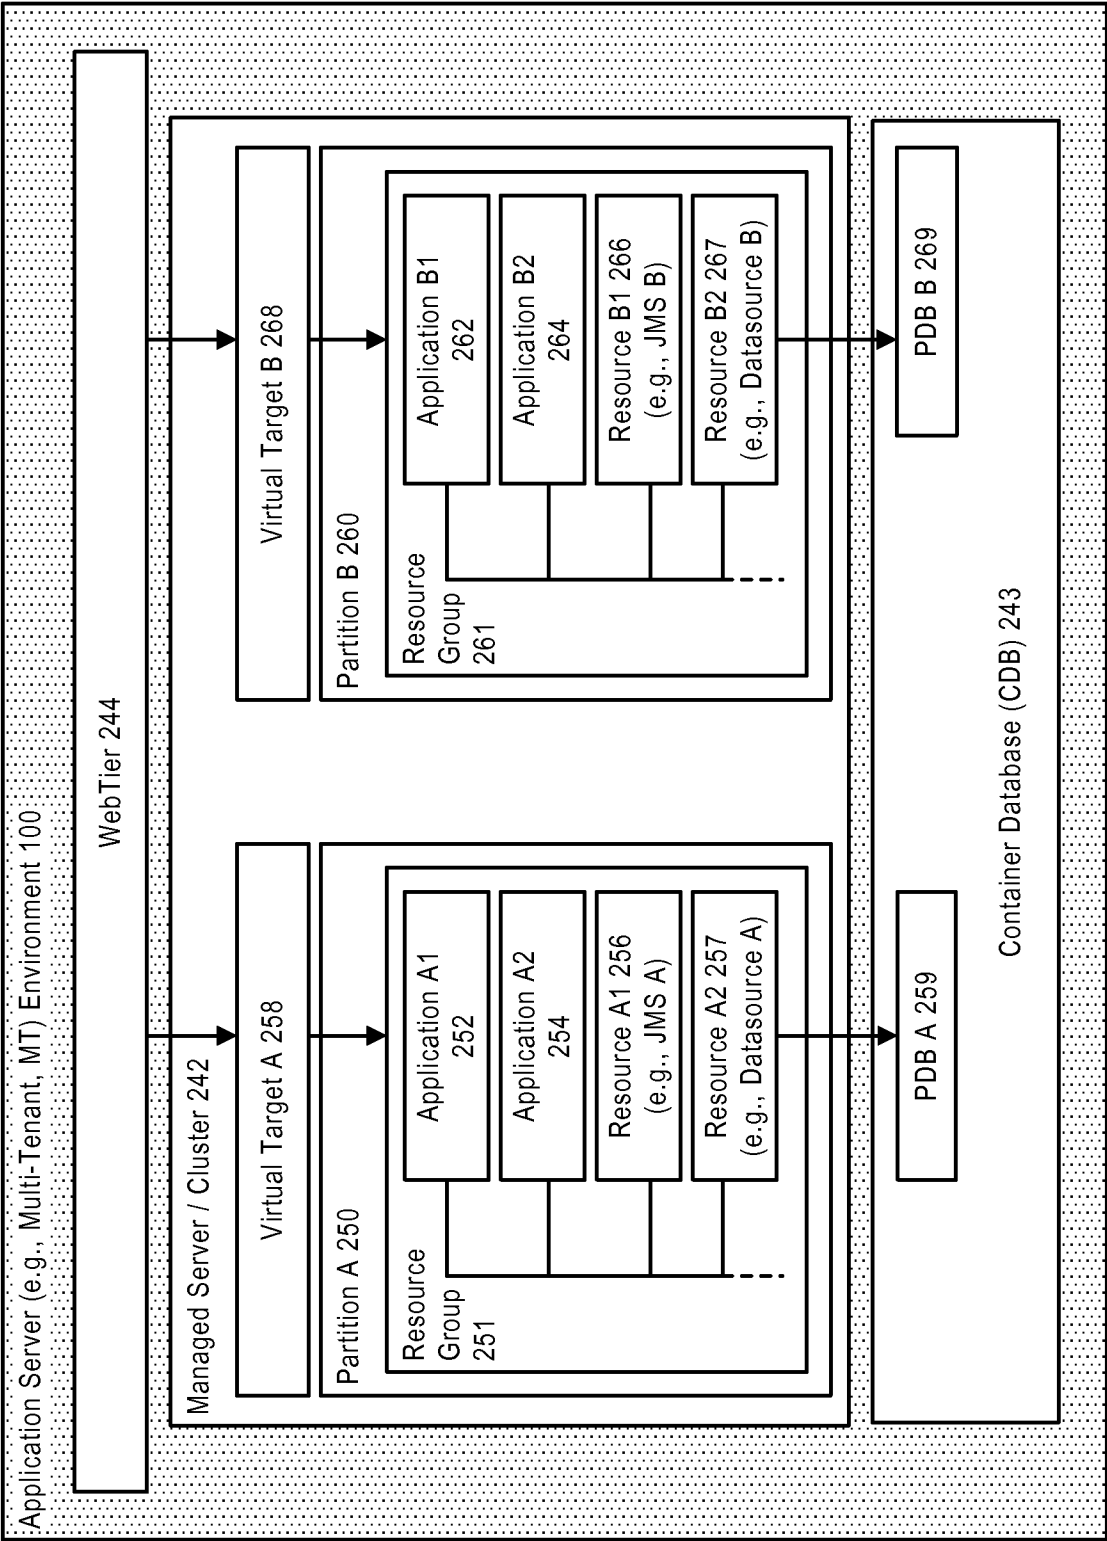 Application Server (e.g., Multi-Tenant, MT) Environment 100
WebTier 244
Managed Server / Cluster 242
Virtual Target A 258
Partition A 250
Resource
Group
251
Application A1
252
Application A2
254
Resource A1 256
(e.g., JMS A)
Resource A2 257
(e.g., Datasource A)
Virtual Target B 268
Partition B 260
Resource
Group
261
Application B1
262
Application B2
264
Resource B1 266
(e.g., JMS B)
Resource B2 267
(e.g., Datasource B)
PDB A 259
PDB B 269
Container Database (CDB) 243